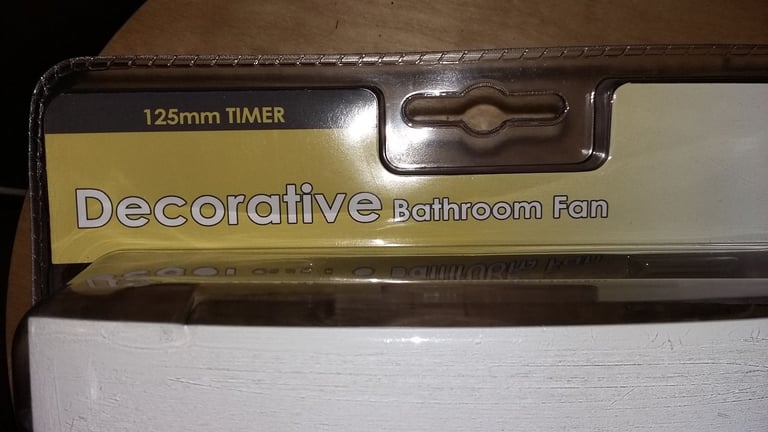 125mm TIMER
Decorative Bathroom Fan